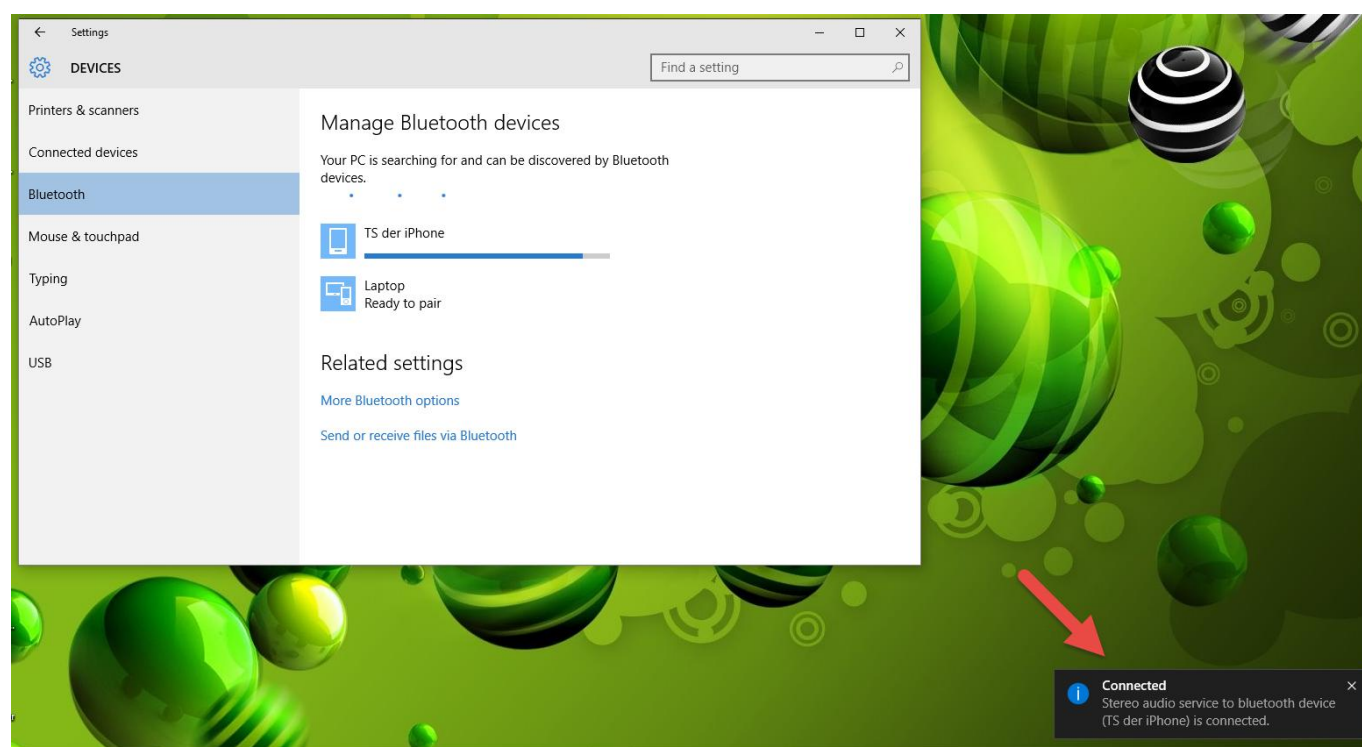 Settings
DEVICES
Find a setting
Printers & scanners
Connected devices
Bluetooth
Mouse & touchpad
Typing
AutoPlay
USB
Manage Bluetooth devices
Your PC is searching for and can be discovered by Bluetooth
devices.
TS der iPhone
Laptop
Ready to pair
Related settings
More Bluetooth options
Send or receive files via Bluetooth
Connected
Stereo audio service to bluetooth device
(TS der iPhone) is connected.